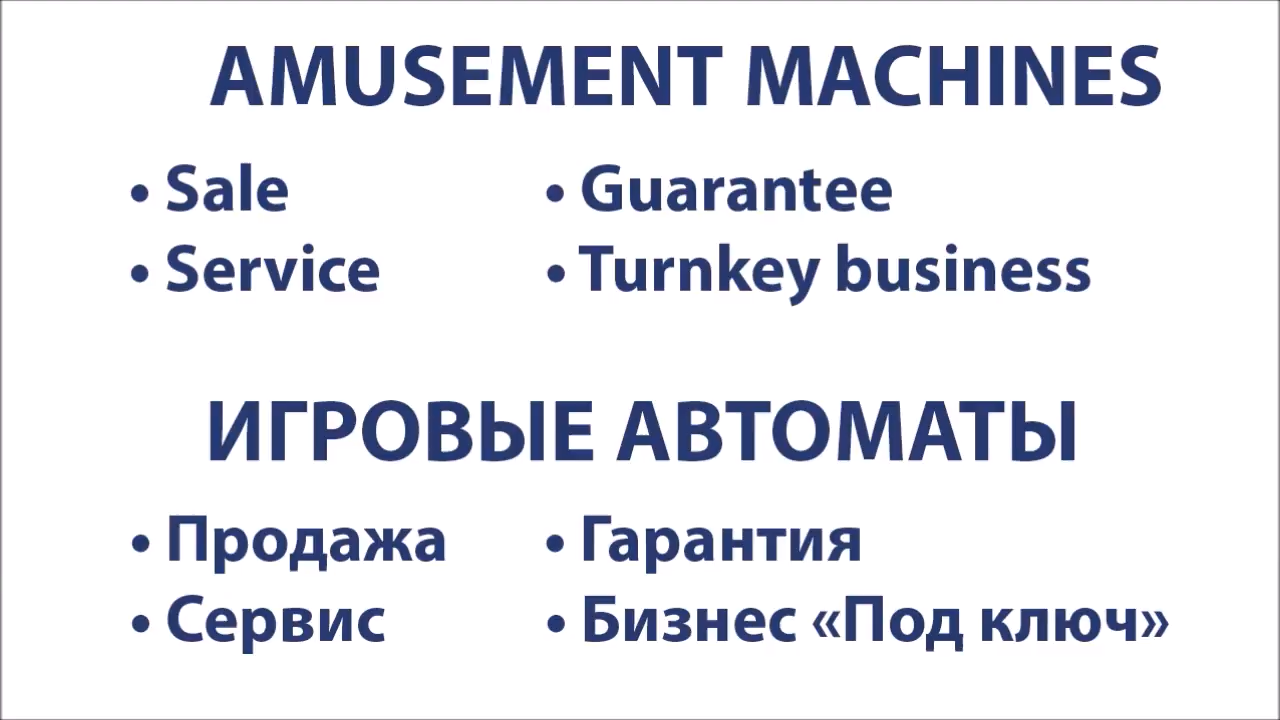 AMUSEMENT MACHINES
• Sale • Guarantee
• Service • Turnkey business
ИГРОВЫЕ АВТОМАТЫ
• Продажа • Гарантия
• Сервис • Бизнес «Под ключ»